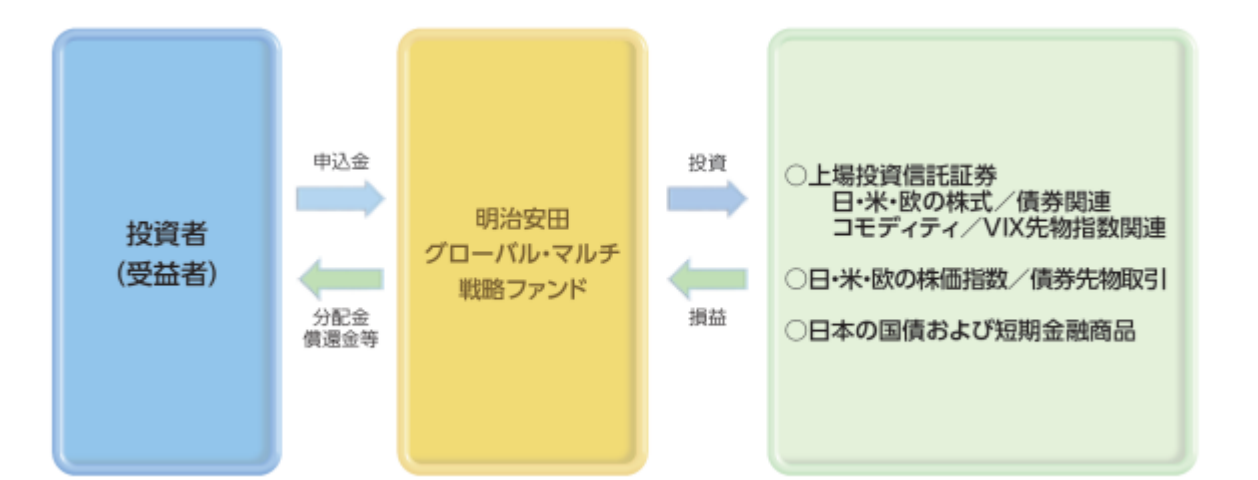 投資者
(受益者)
申込金
分配金
償還金等
明治安田
グローバル・マルチ
戦略ファンド
投資
損益
○上場投資信託証券
日・米・欧の株式／債券関連
コモディティ／VIX先物指数関連
○日・米・欧の株価指数／債券先物取引
○日本の国債および短期金融商品